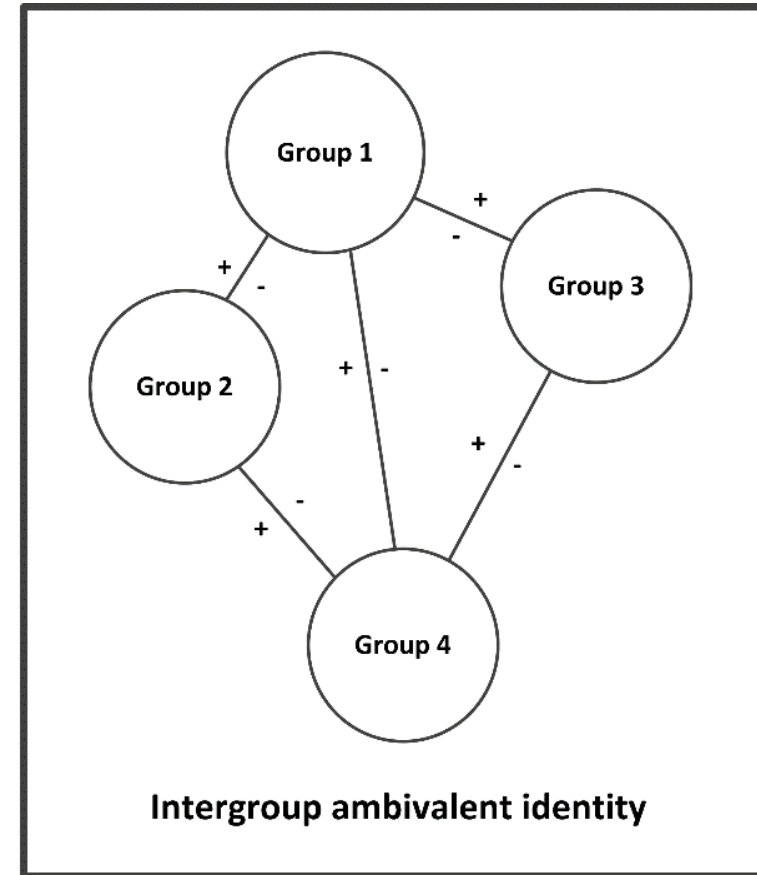 Group 1
+
-
Group 3
+
-
Group 2
+ -
+
-
-
+
Group 4
Intergroup ambivalent identity